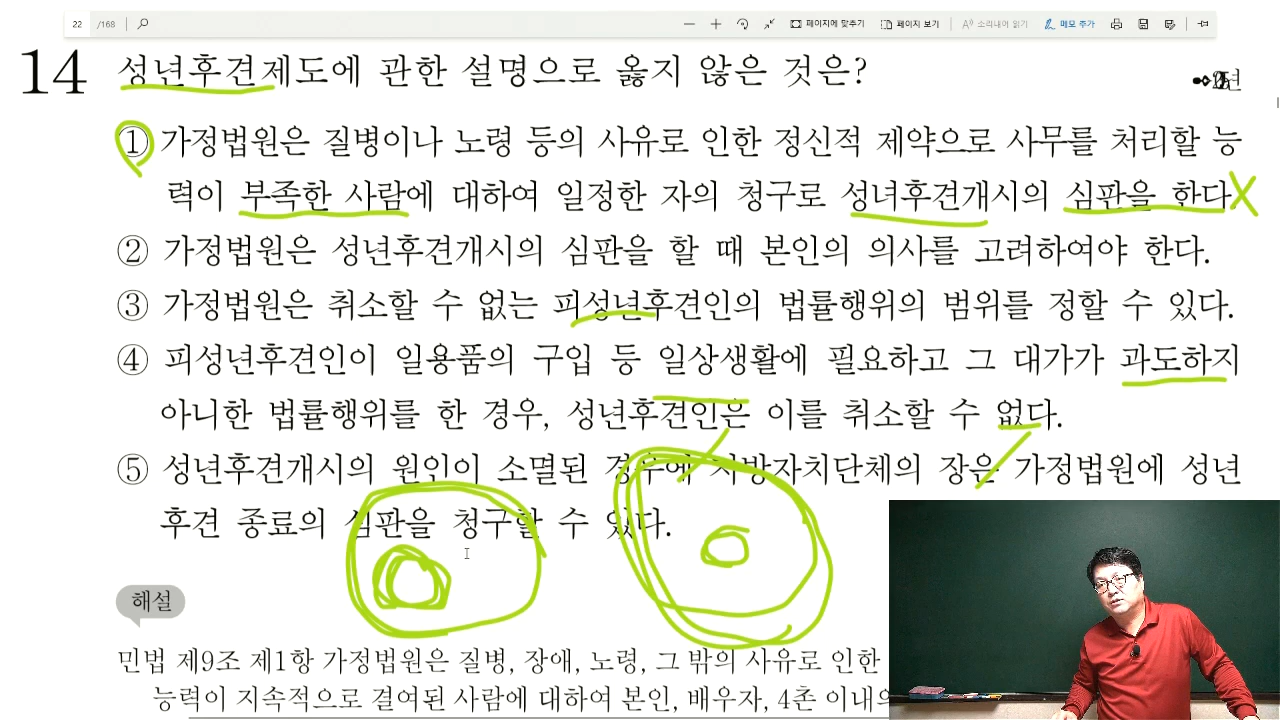 22 /168 페이지에 맞추기 페이지 보기 소리내어 읽기 메모 추가
14 성년후견제도에 관한 설명으로 옳지 않은 것은?
① 가정법원은 질병이나 노령 등의 사유로 인한 정신적 제약으로 사무를 처리할 능
력이 부족한 사람에 대하여 일정한 자의 청구로 성녀후견개시의 심판을 한다 X
② 가정법원은 성년후견개시의 심판을 할 때 본인의 의사를 고려하여야 한다.
③ 가정법원은 취소할 수 없는 피성년후견인의 법률행위의 범위를 정할 수 있다.
④ 피성년후견인이 일용품의 구입 등 일상생활에 필요하고 그 대가가 과도하지
아니한 법률행위를 한 경우, 성년후견인은 이를 취소할 수 없다.
⑤ 성년후견개시의 원인이 소멸된 경우에 지방자치단체의 장은 가정법원에 성년
후견 종료의 심판을 청구할 수 있다.
해설
민법 제9조 제1항 가정법원은 질병, 장애, 노령, 그 밖의 사유로 인한
능력이 지속적으로 결여된 사람에 대하여 본인, 배우자, 4촌 이내의